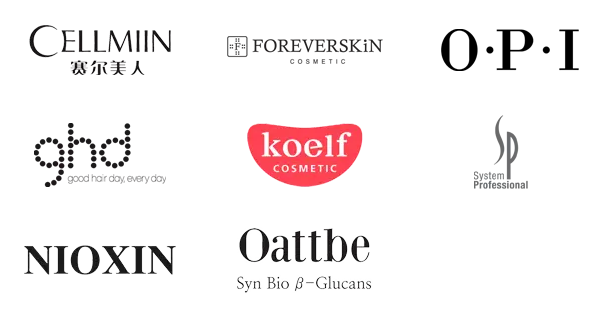 CELLMIIN
赛尔美人
F FOREVERSKiN
COSMETIC
O·P·I
ghd
good hair day, every day
koelf
COSMETIC
SP
System
Professional
NIOXIN
Oattbe
Syn Bio β-Glucans